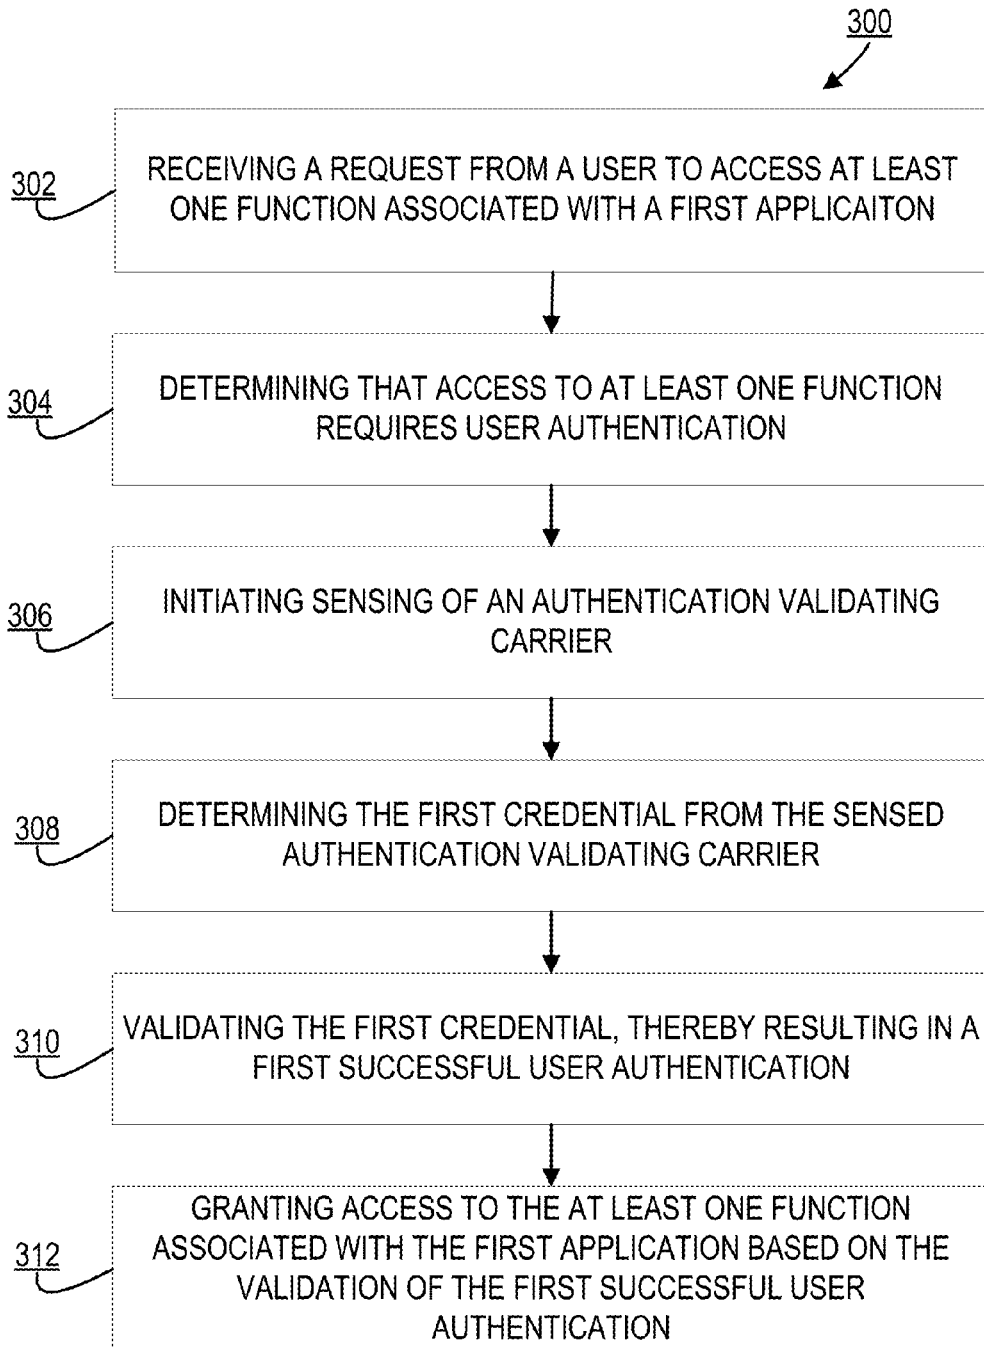 300
302
RECEIVING A REQUEST FROM A USER TO ACCESS AT LEAST
ONE FUNCTION ASSOCIATED WITH A FIRST APPLICAITON
304
DETERMINING THAT ACCESS TO AT LEAST ONE FUNCTION
REQUIRES USER AUTHENTICATION
306
INITIATING SENSING OF AN AUTHENTICATION VALIDATING
CARRIER
308
DETERMINING THE FIRST CREDENTIAL FROM THE SENSED
AUTHENTICATION VALIDATING CARRIER
310
VALIDATING THE FIRST CREDENTIAL, THEREBY RESULTING IN A
FIRST SUCCESSFUL USER AUTHENTICATION
312
GRANTING ACCESS TO THE AT LEAST ONE FUNCTION
ASSOCIATED WITH THE FIRST APPLICATION BASED ON THE
VALIDATION OF THE FIRST SUCCESSFUL USER
AUTHENTICATION